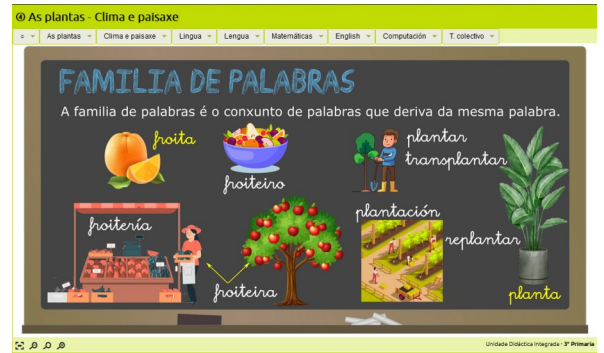 ④ As plantas - Clima e paisaxe
As plantas Clima e paisaxe Lingua Lengua Matemáticas English Computación T. colectivo
FAMILIA DE PALABRAS
A familia de palabras é o conxunto de palabras que deriva da mesma palabra.
froita
froiteiro
plantar
transplantar
froitería
froiteira
plantación
replantar
planta
Unidade Didáctica Integrada - 3º Primaria